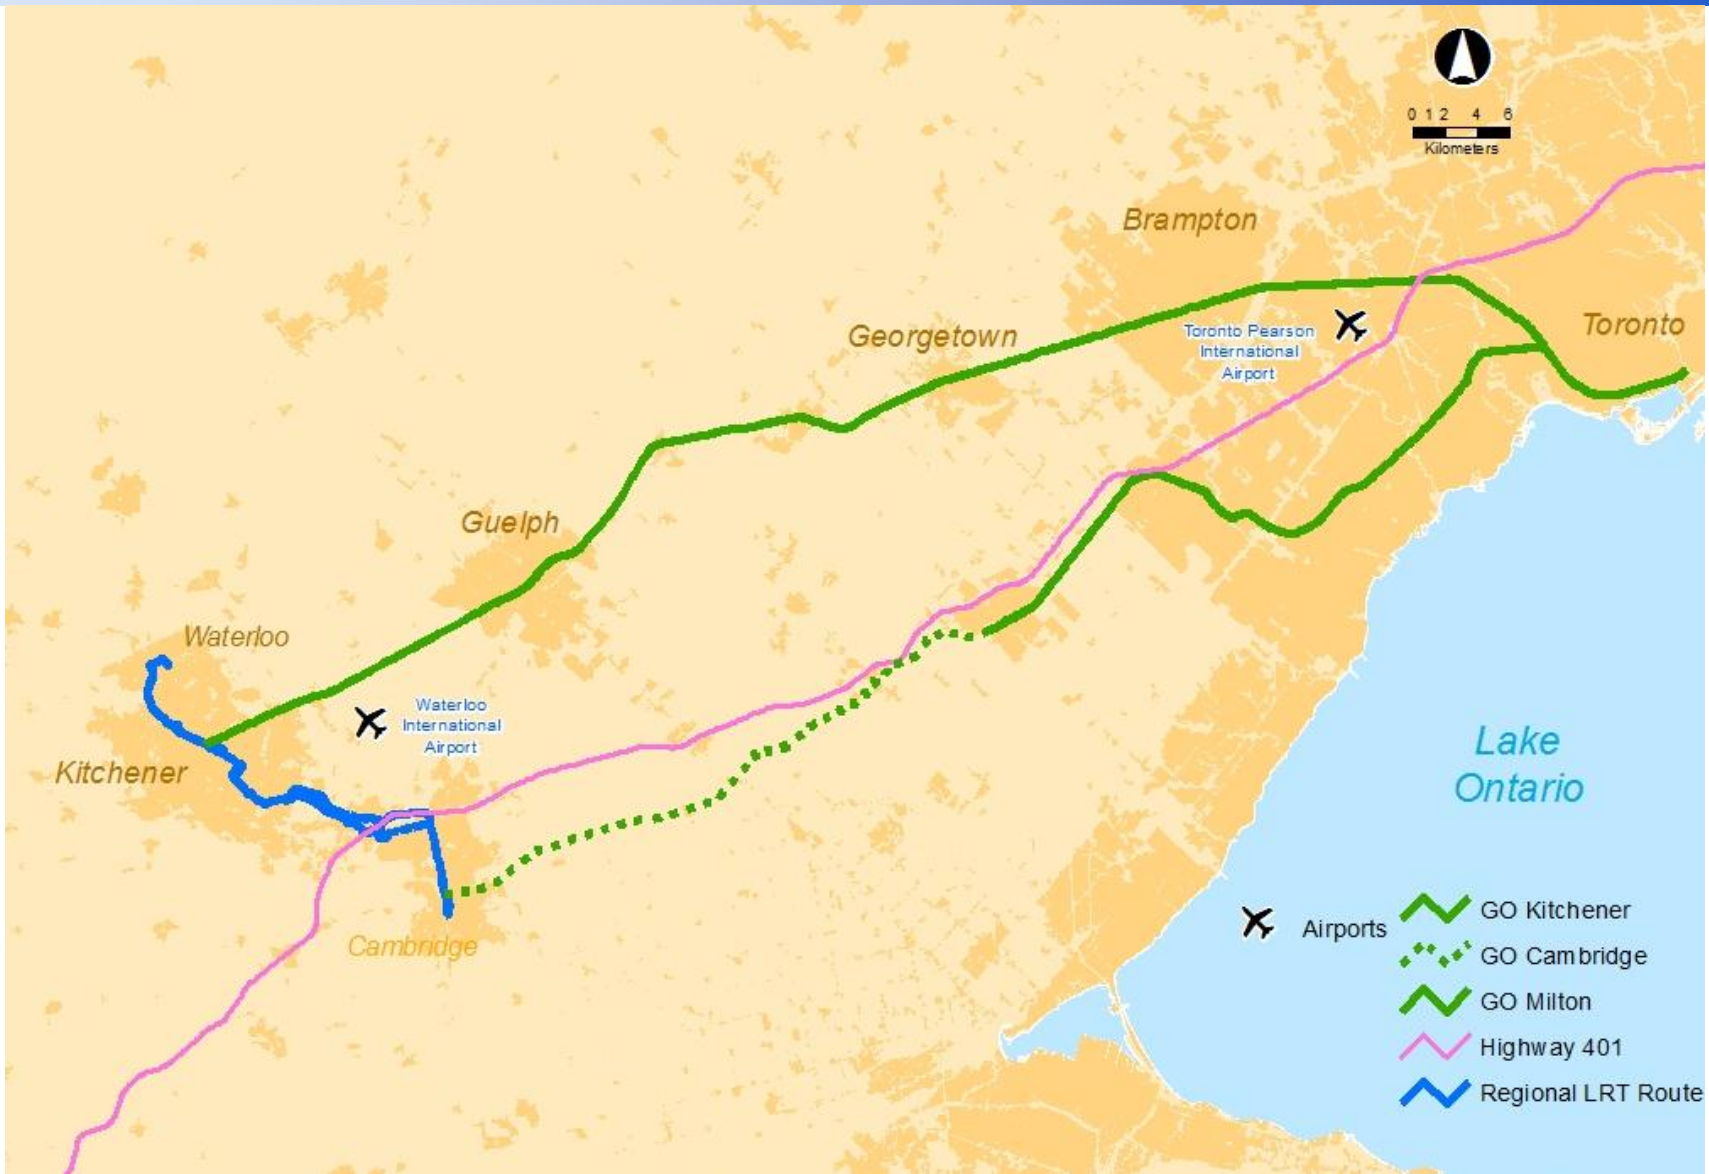 0 1 2 4 6
Kilometers
Brampton
Toronto
Georgetown
Toronto Pearson
International
Airport
Guelph
Waterloo
Waterloo
International
Airport
Kitchener
Lake
Ontario
Cambridge
Airports
GO Kitchener
GO Cambridge
GO Milton
Highway 401
Regional LRT Route